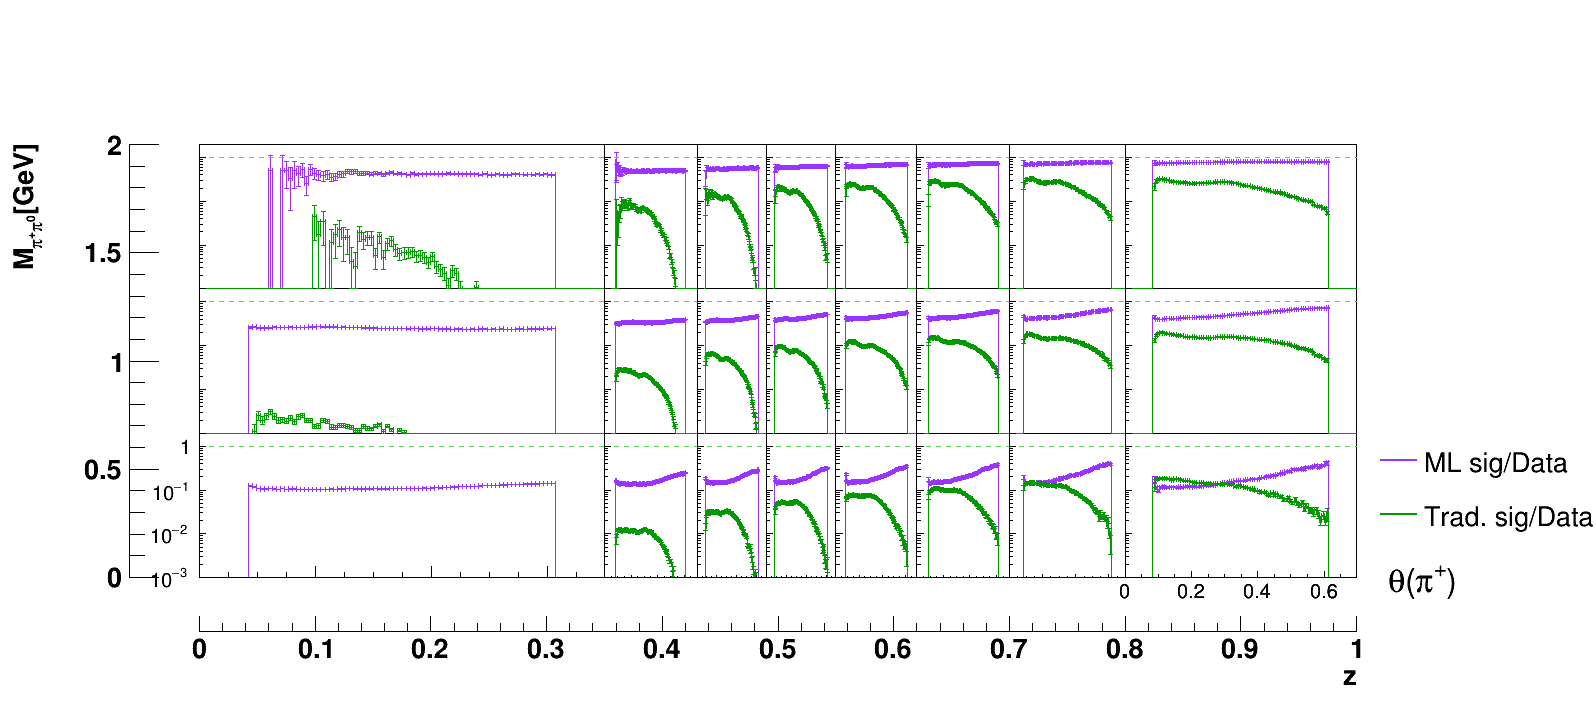 M_{π⁺π⁰}[GeV]
2
1.5
1
0.5
0
1
10⁻¹
10⁻²
10⁻³
ML sig/Data
Trad. sig/Data
θ(π⁺)
0 0.2 0.4 0.6
0 0.1 0.2 0.3 0.4 0.5 0.6 0.7 0.8 0.9 1
z